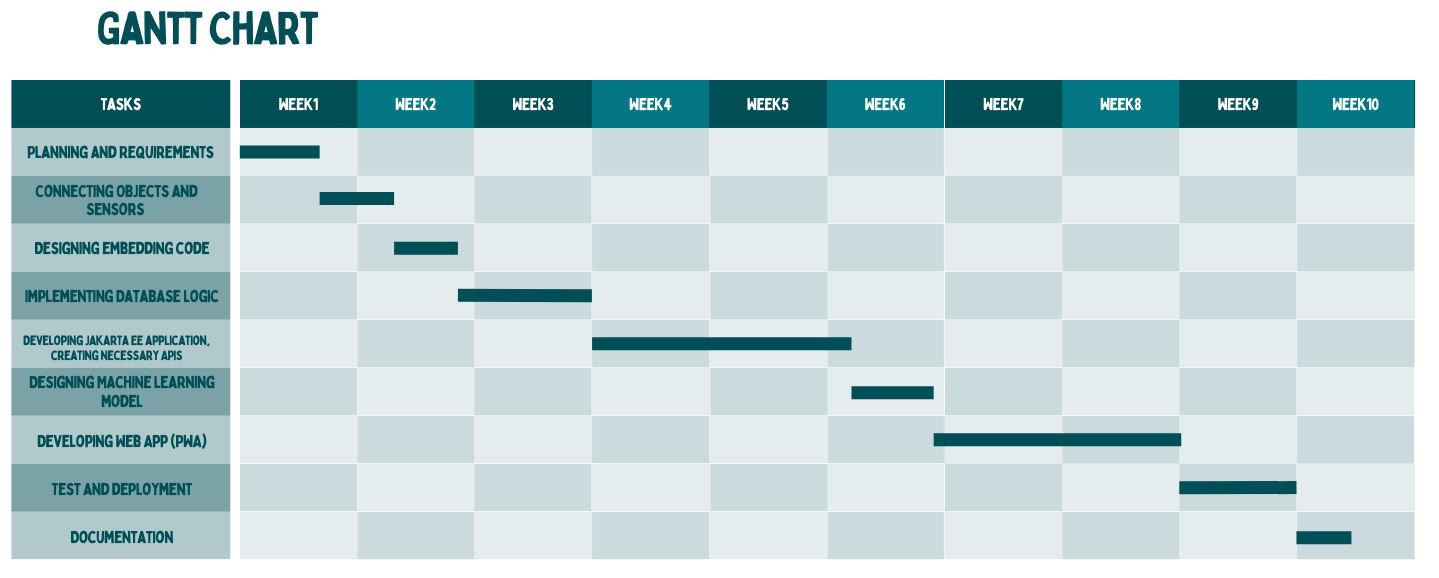 GANTT CHART
TASKS
WEEK1
WEEK2
WEEK3
WEEK4
WEEK5
WEEK6
WEEK7
WEEK8
WEEK9
WEEK10
PLANNING AND REQUIREMENTS
CONNECTING OBJECTS AND
SENSORS
DESIGNING EMBEDDING CODE
IMPLEMENTING DATABASE LOGIC
DEVELOPING JAKARTA EE APPLICATION,
CREATING NECESSARY APIS
DESIGNING MACHINE LEARNING
MODEL
DEVELOPING WEB APP (PWA)
TEST AND DEPLOYMENT
DOCUMENTATION